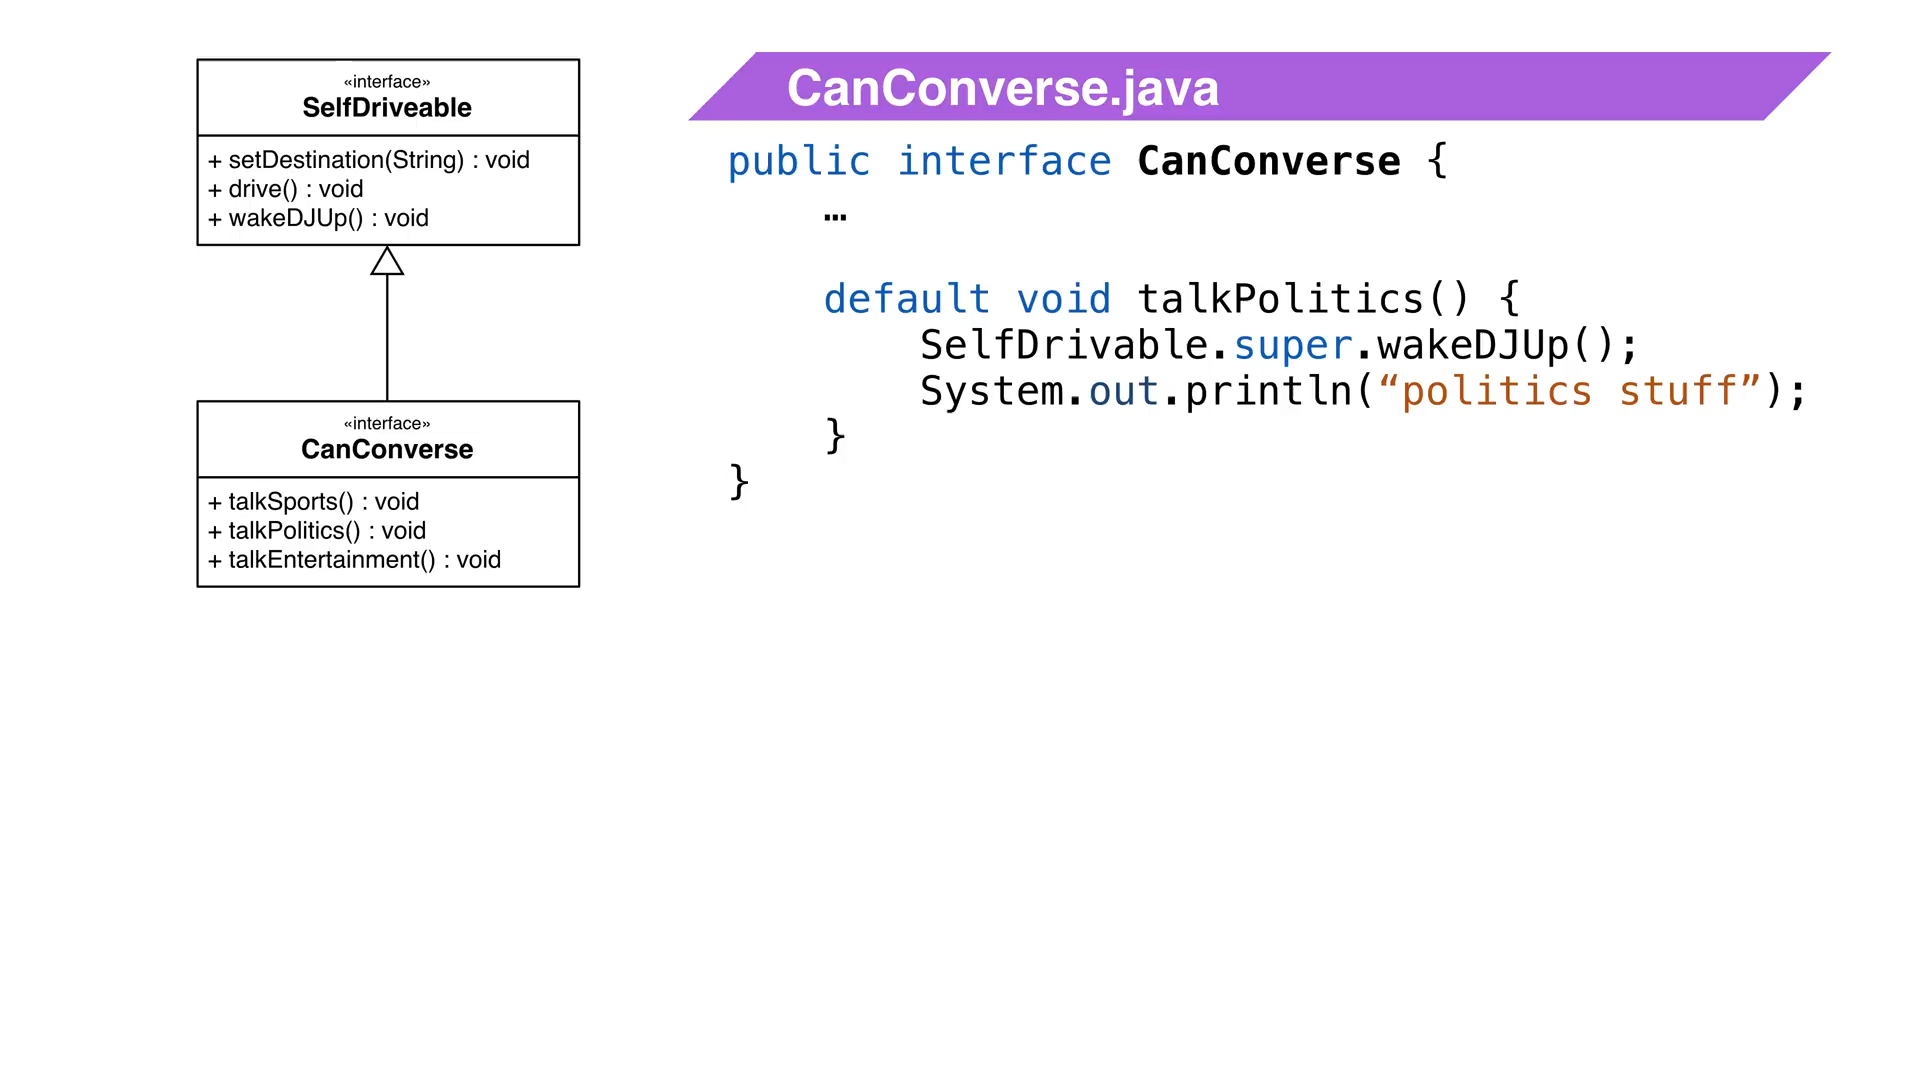 «interface»
SelfDriveable
+ setDestination(String) : void
+ drive() : void
+ wakeDJUp() : void
«interface»
CanConverse
+ talkSports() : void
+ talkPolitics() : void
+ talkEntertainment() : void
CanConverse.java
public interface CanConverse {
…
default void talkPolitics() {
SelfDrivable.super.wakeDJUp();
System.out.println(“politics stuff”);
}
}